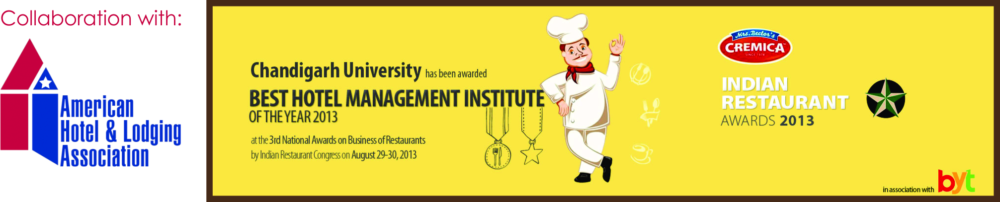 Collaboration with:
American
Hotel & Lodging
Association
Chandigarh University has been awarded
BEST HOTEL MANAGEMENT INSTITUTE
OF THE YEAR 2013
at the 3rd National Awards on Business of Restaurants
by Indian Restaurant Congress on August 29-30, 2013
Mrs. Bector's
CREMICA™
SINCE 1978
INDIAN
RESTAURANT
AWARDS 2013
in association with byt